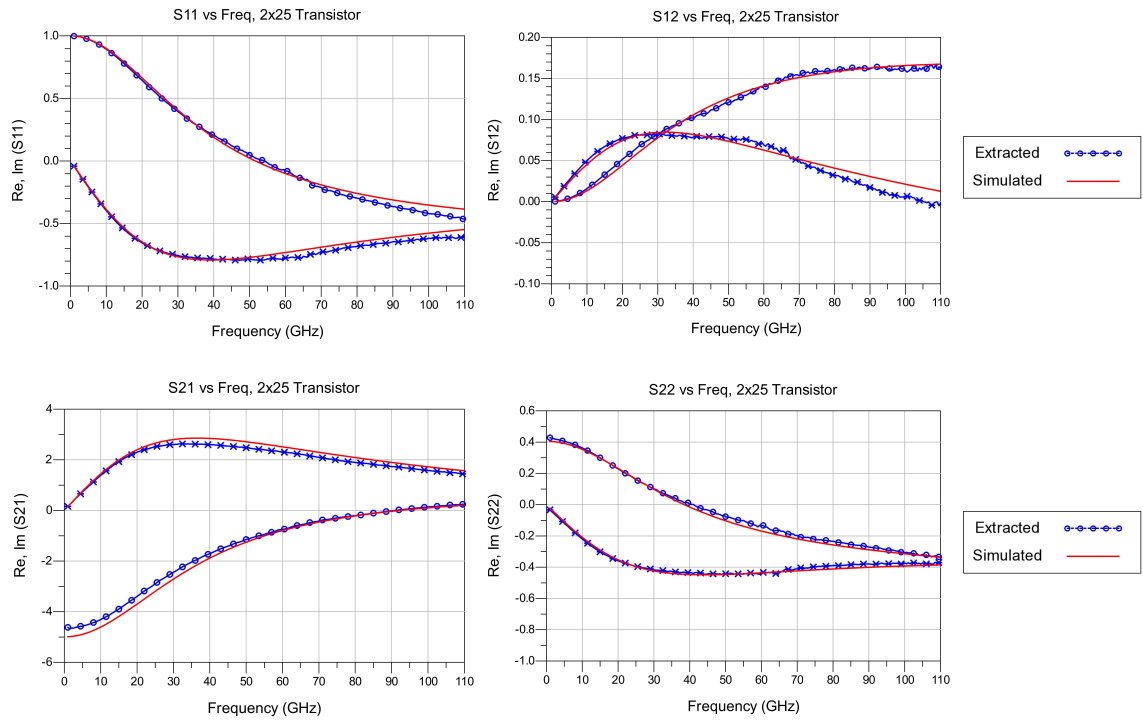 S11 vs Freq, 2x25 Transistor
Re, Im (S11)
1.0
0.5
0.0
-0.5
-1.0
0 10 20 30 40 50 60 70 80 90 100 110
Frequency (GHz)
S12 vs Freq, 2x25 Transistor
Re, Im (S12)
0.20
0.15
0.10
0.05
0.00
0.05
-0.10
0 10 20 30 40 50 60 70 80 90 100 110
Frequency (GHz)
Extracted
Simulated
S21 vs Freq, 2x25 Transistor
Re, Im (S21)
4
2
0
-2
-4
-6
0 10 20 30 40 50 60 70 80 90 100 110
Frequency (GHz)
S22 vs Freq, 2x25 Transistor
Re, Im (S22)
0.6
0.4
0.2
0.0
-0.2
-0.4
-0.6
-0.8
-1.0
0 10 20 30 40 50 60 70 80 90 100 110
Frequency (GHz)
Extracted
Simulated